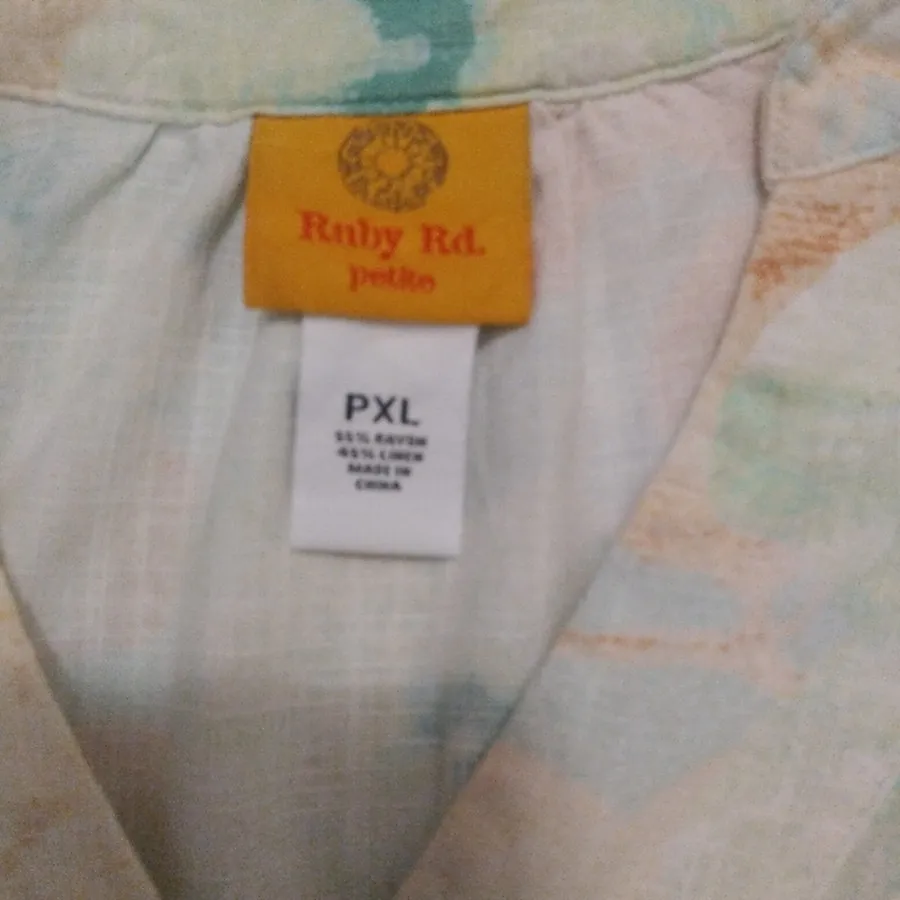 Ruby Rd.
petite
PXL
55% RAYON
45% LINEN
MADE IN
CHINA